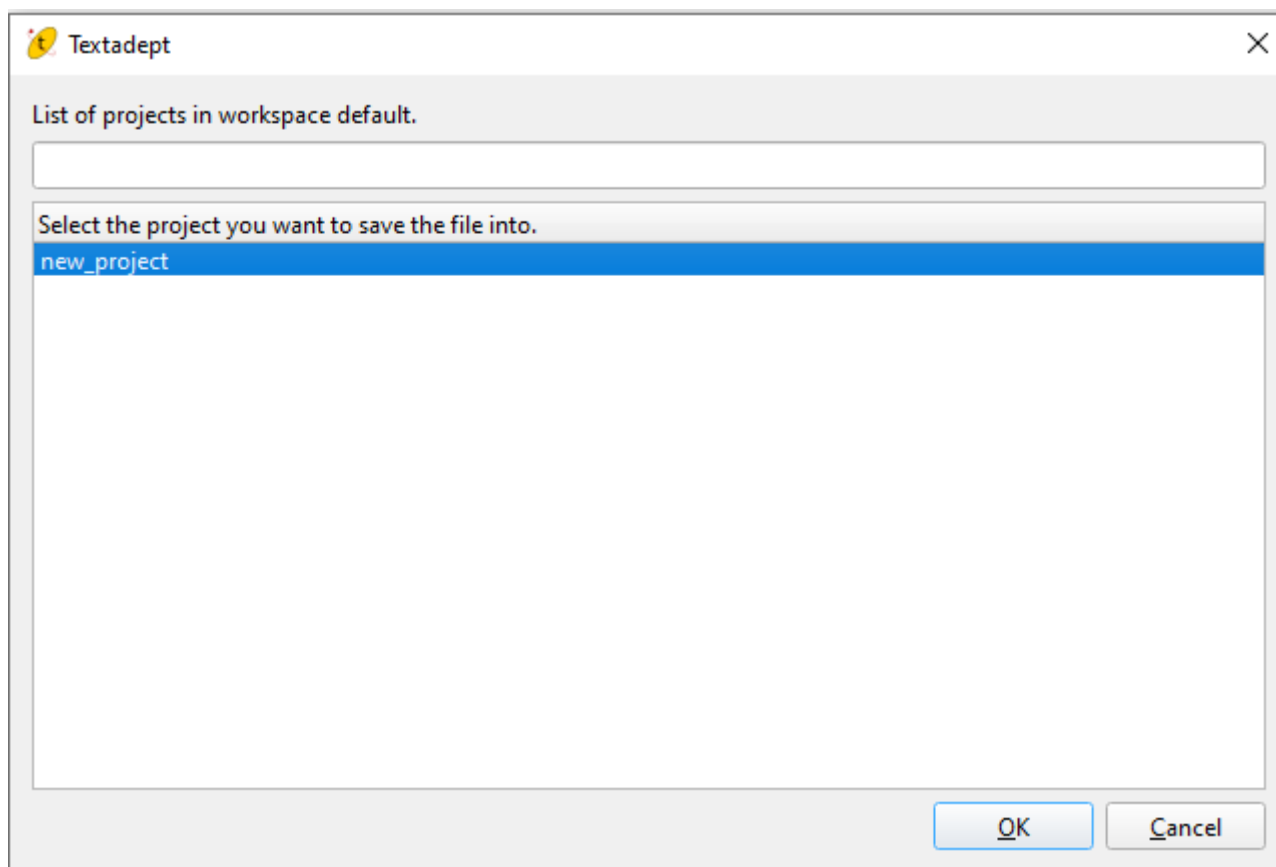 Textadept
List of projects in workspace default.
Select the project you want to save the file into.
new_project
OK
Cancel